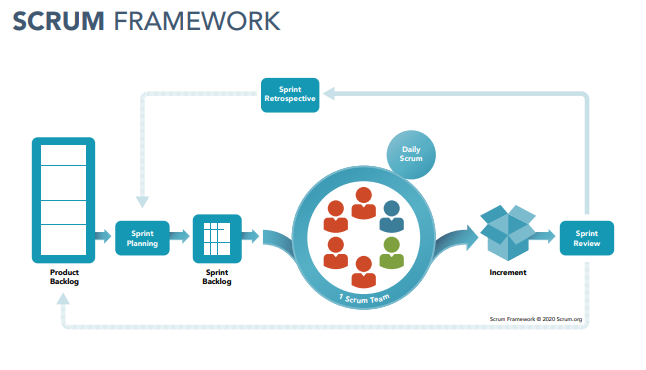 SCRUM FRAMEWORK
Sprint
Retrospective
Daily
Scrum
Sprint
Planning
Sprint
Review
Product
Backlog
Sprint
Backlog
1 Scrum Team
Increment
Scrum Framework © 2020 Scrum.org